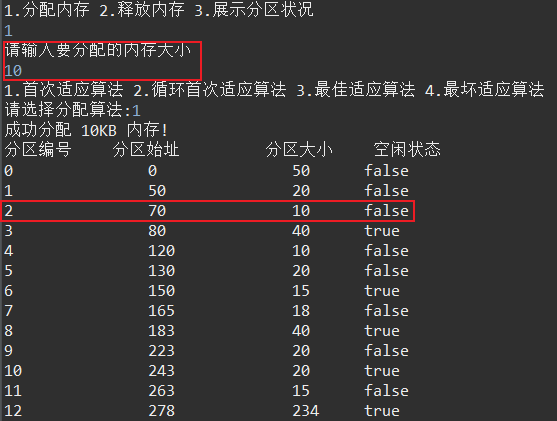 1.分配内存 2.释放内存 3.展示分区状况
1
请输入要分配的内存大小
10
1.首次适应算法 2.循环首次适应算法 3.最佳适应算法 4.最坏适应算法
请选择分配算法:1
成功分配 10KB 内存!
分区编号 分区始址 分区大小 空闲状态
0 0 50 false
1 50 20 false
2 70 10 false
3 80 40 true
4 120 10 false
5 130 20 false
6 150 15 true
7 165 18 false
8 183 40 true
9 223 20 false
10 243 20 true
11 263 15 false
12 278 234 true